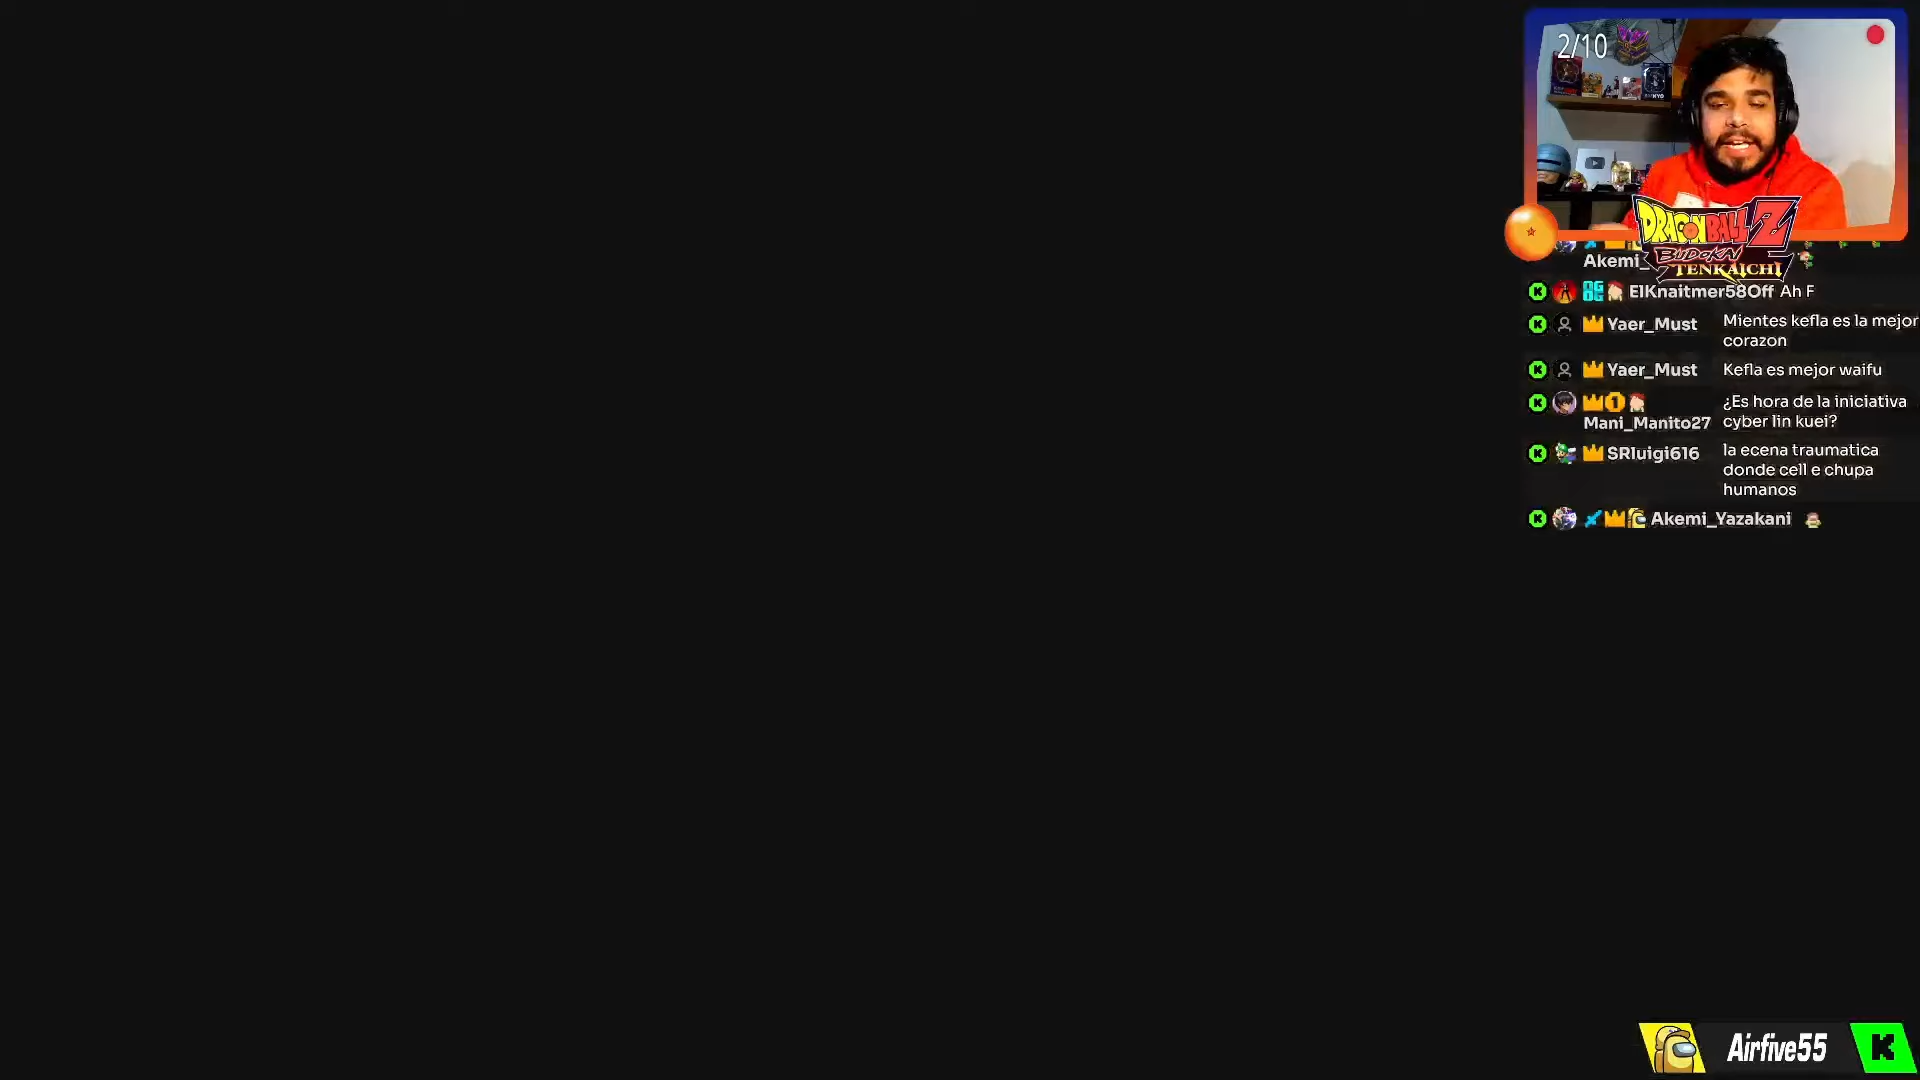 2/10
DRAGON BALL Z
BUDOKAI
TENKAICHI
Akemi_
ElKnaitmer58Off Ah F
Yaer_Must Mientes kefla es la mejor
corazon
Yaer_Must Kefla es mejor waifu
Mani_Manito27 ¿Es hora de la iniciativa
cyber lin kuei?
SRluigi616 la ecena traumatica
donde cell e chupa
humanos
Akemi_Yazakani
Airfive55 K